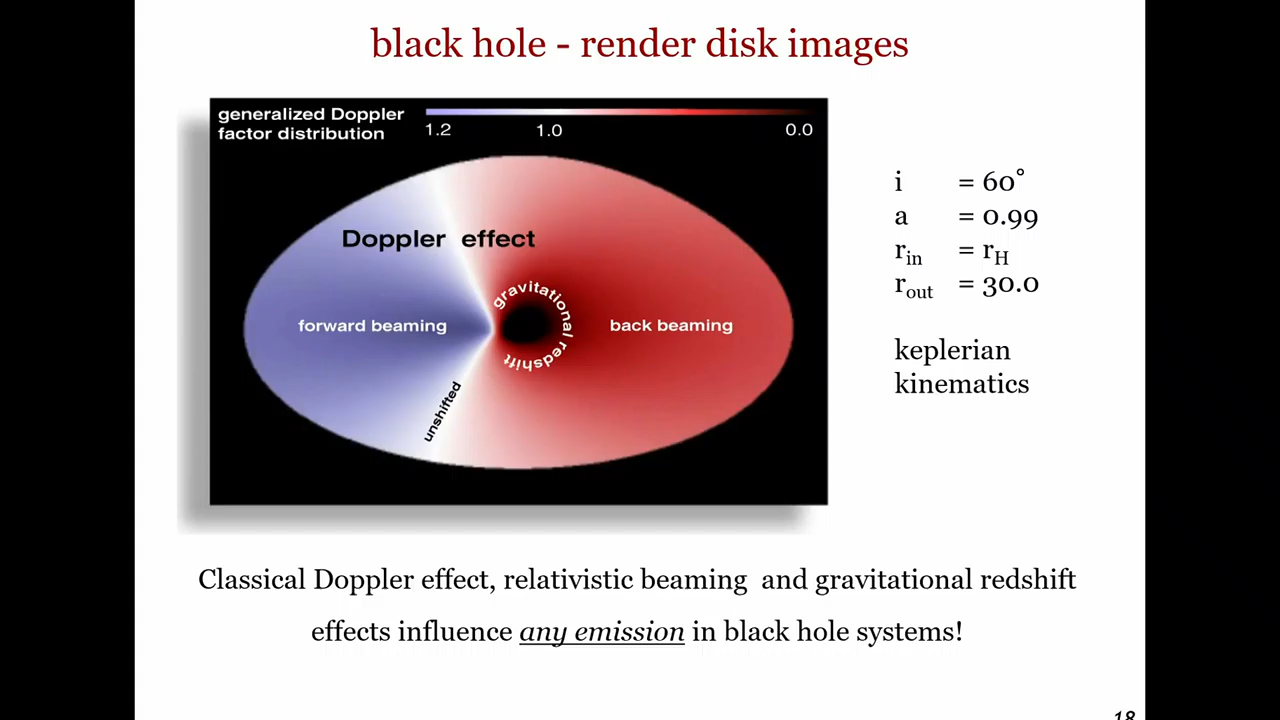 black hole - render disk images
generalized Doppler
factor distribution
1.2 1.0 0.0
Doppler effect
gravitational redshift
forward beaming
back beaming
unshifted
i = 60°
a = 0.99
r_in = r_H
r_out = 30.0
keplerian
kinematics
Classical Doppler effect, relativistic beaming and gravitational redshift
effects influence any emission in black hole systems!
18